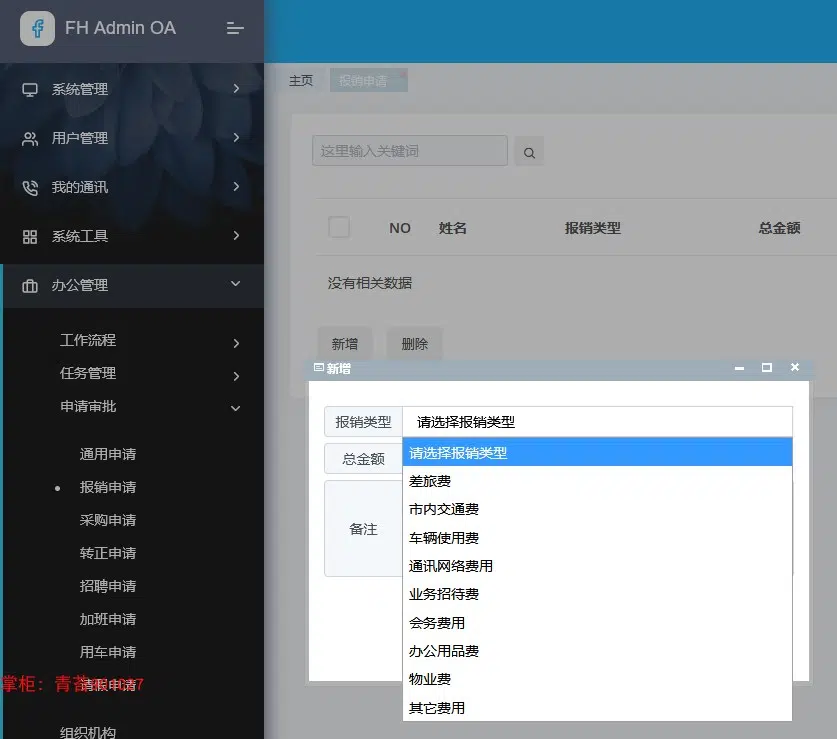 FH Admin OA
系统管理
用户管理
我的通讯
系统工具
办公管理
工作流程
任务管理
申请审批
通用申请
报销申请
采购申请
转正申请
招聘申请
加班申请
用车申请
请假申请
掌柜：青苔
组织机构
主页
报销申请
这里输入关键词
NO 姓名 报销类型 总金额
没有相关数据
新增 删除
新增
报销类型 请选择报销类型
总金额
备注
请选择报销类型
差旅费
市内交通费
车辆使用费
通讯网络费用
业务招待费
会务费用
办公用品费
物业费
其它费用